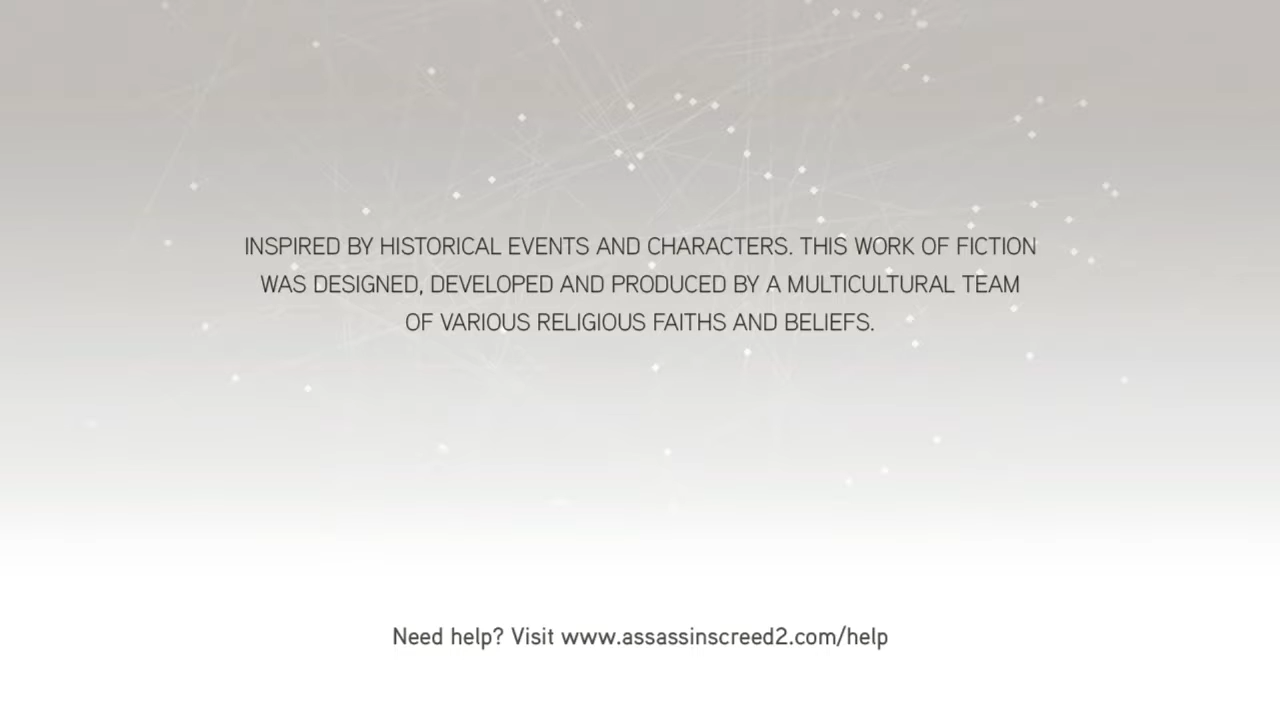 INSPIRED BY HISTORICAL EVENTS AND CHARACTERS. THIS WORK OF FICTION
WAS DESIGNED, DEVELOPED AND PRODUCED BY A MULTICULTURAL TEAM
OF VARIOUS RELIGIOUS FAITHS AND BELIEFS.
Need help? Visit www.assassinscreed2.com/help